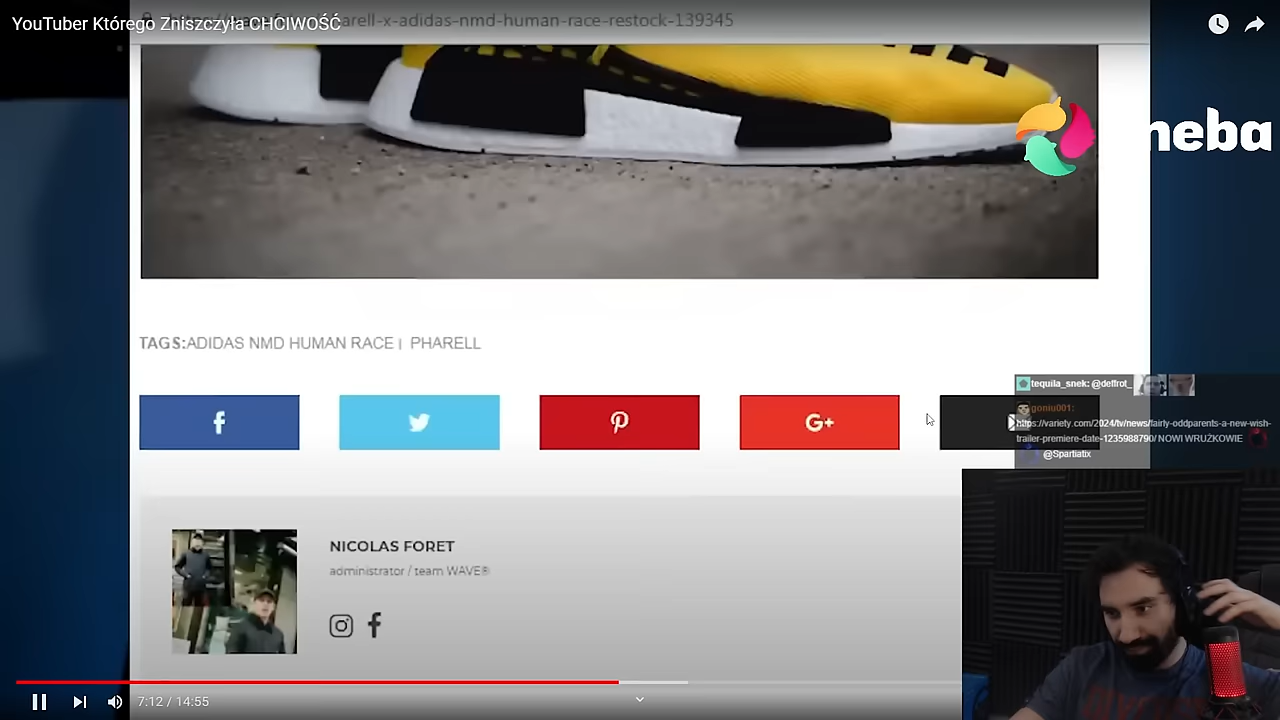 YouTuber Którego Zniszczyła CHCIWOŚĆ
arell-x-adidas-nmd-human-race-restock-139345
neba
TAGS:ADIDAS NMD HUMAN RACE | PHARELL
f
G+
tequila_snek: @deffrot_
goniu001:
https://variety.com/2024/tv/news/fairly-oddparents-a-new-wish-
trailer-premiere-date-1235988790/ NOWI WRUŻKOWIE
@Spartiatix
NICOLAS FORET
administrator / team WAVE®
7:12 / 14:55